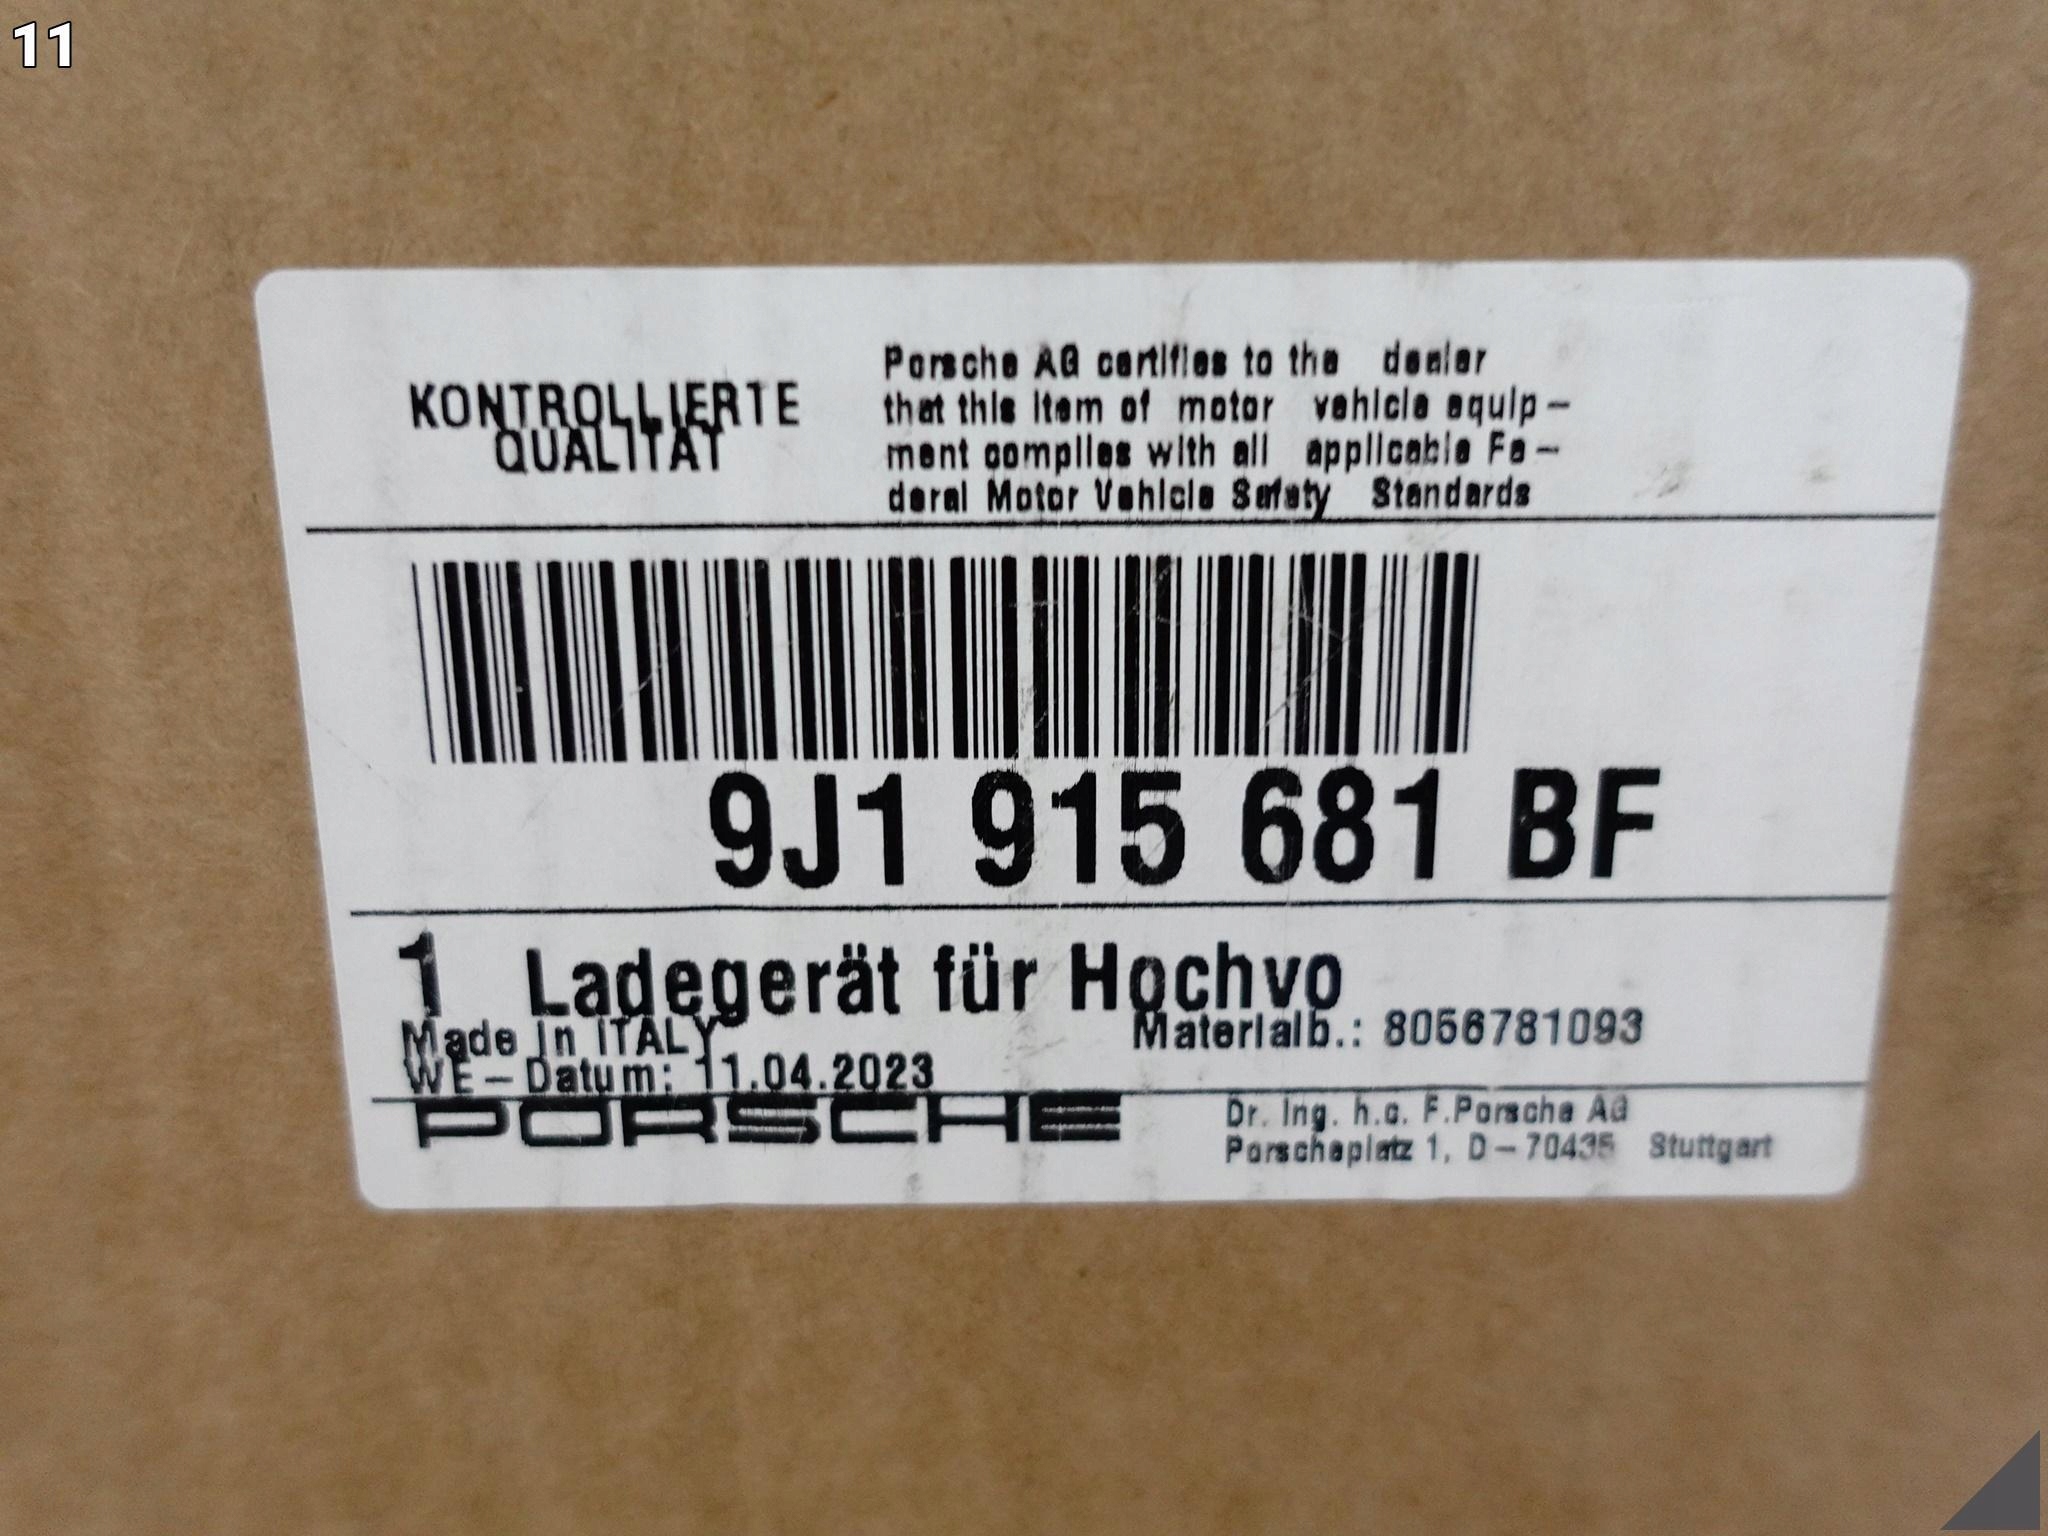 11
KONTROLLIERTE
QUALITÄT
Porsche AG certifies to the dealer
that this item of motor vehicle equip-
ment complies with all applicable Fe-
deral Motor Vehicle Safety Standards
9J1 915 681 BF
1 Ladegerät für Hochvo
Made in ITALY
Materialb.: 8056781093
WE-Datum: 11.04.2023
PORSCHE
Dr. Ing. h.c. F.Porsche AG
Porscheplatz 1, D-70435 Stuttgart